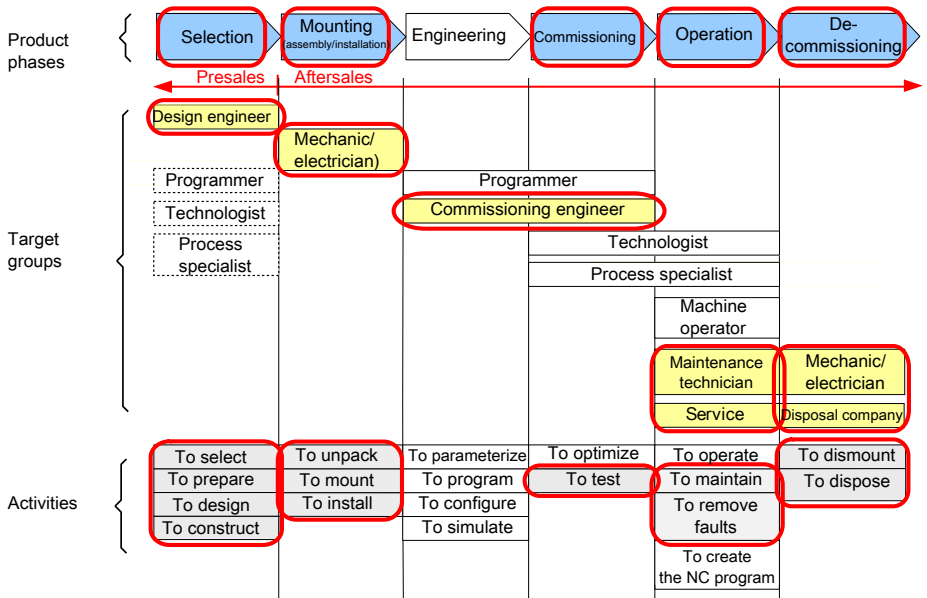 Product
phases
Selection
Mounting
(assembly/installation)
Engineering
Commissioning
Operation
De-
commissioning
Presales
Aftersales
Target
groups
Design engineer
Mechanic/
electrician)
Programmer
Programmer
Technologist
Commissioning engineer
Process
specialist
Technologist
Process specialist
Machine
operator
Maintenance
technician
Mechanic/
electrician
Service
Disposal company
Activities
To select
To unpack
To parameterize
To optimize
To operate
To dismount
To prepare
To mount
To program
To test
To maintain
To dispose
To design
To install
To configure
To remove
faults
To construct
To simulate
To create
the NC program